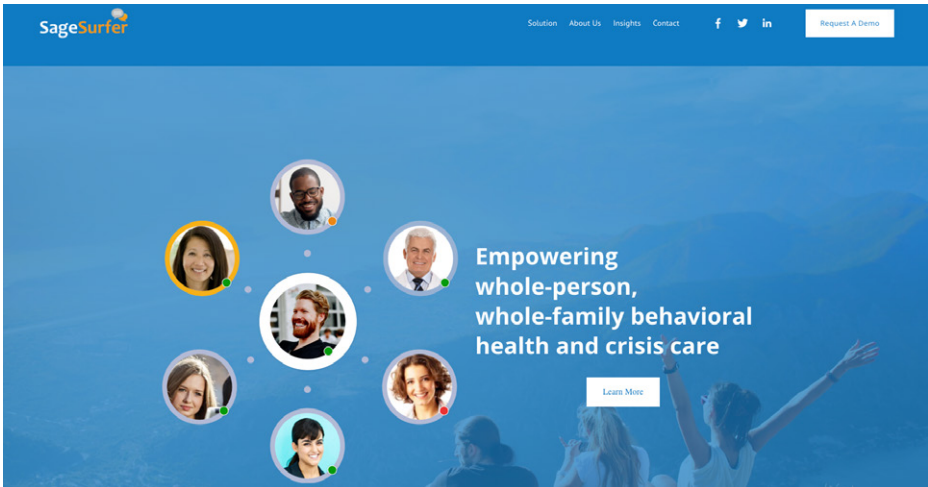 SageSurfer
Solution About Us Insights Contact
Request A Demo
Empowering
whole-person,
whole-family behavioral
health and crisis care
Learn More